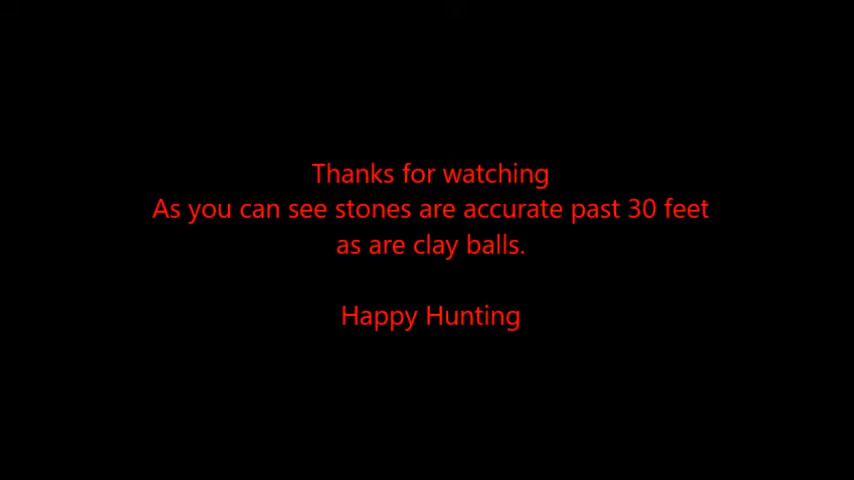 Thanks for watching
As you can see stones are accurate past 30 feet
as are clay balls.
Happy Hunting